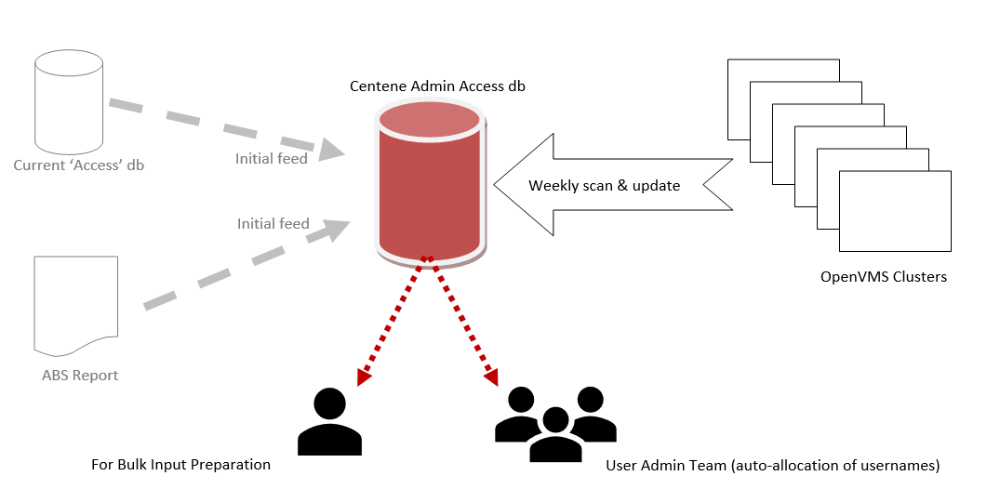 Centene Admin Access db
Current ‘Access’ db
Initial feed
Weekly scan & update
Initial feed
OpenVMS Clusters
ABS Report
For Bulk Input Preparation
User Admin Team (auto-allocation of usernames)